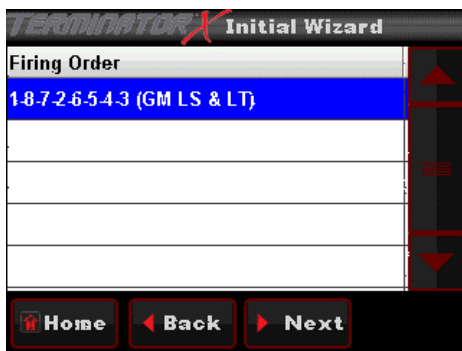 TERMINATOR X Initial Wizard
Firing Order
1-8-7-2-6-5-4-3 (GM LS & LT)
Home Back Next